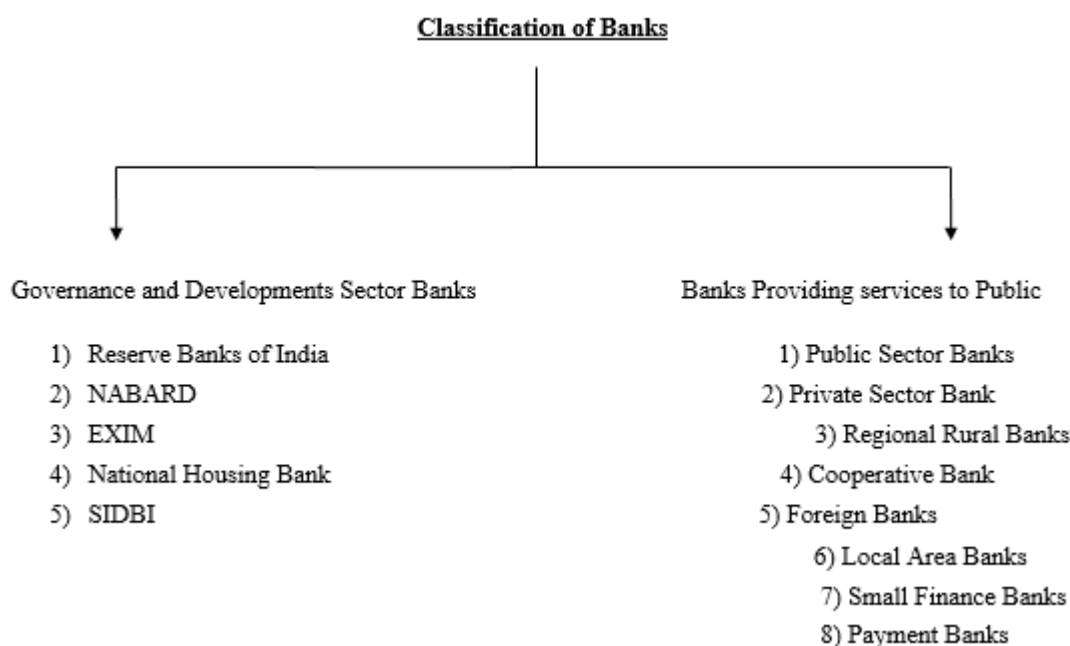 Classification of Banks
Governance and Developments Sector Banks
1) Reserve Banks of India
2) NABARD
3) EXIM
4) National Housing Bank
5) SIDBI
Banks Providing services to Public
1) Public Sector Banks
2) Private Sector Bank
3) Regional Rural Banks
4) Cooperative Bank
5) Foreign Banks
6) Local Area Banks
7) Small Finance Banks
8) Payment Banks